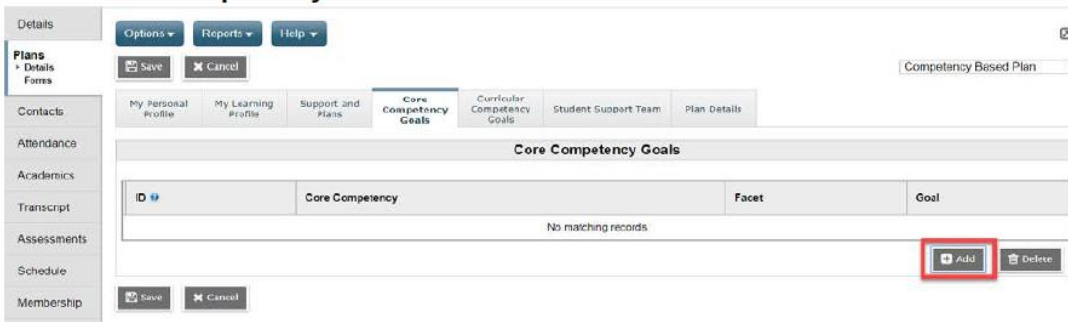 Details
Plans
Details
Forms
Contacts
Attendance
Academics
Transcript
Assessments
Schedule
Membership
Options Reports Help
Save Cancel
Competency Based Plan
My Personal Profile
My Learning Profile
Support and Plans
Core Competency Goals
Curricular Competency Goals
Student Support Team
Plan Details
Core Competency Goals
ID Core Competency Facet Goal
No matching records
Add Delete
Save Cancel